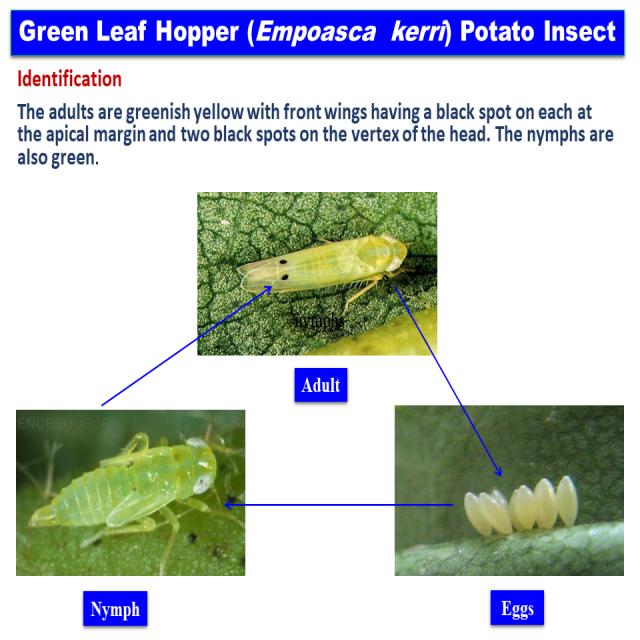 Green Leaf Hopper (Empoasca kerri) Potato Insect
Identification
The adults are greenish yellow with front wings having a black spot on each at
the apical margin and two black spots on the vertex of the head. The nymphs are
also green.
nymphs
Adult
ENCESOURCE
Nymph
Eggs